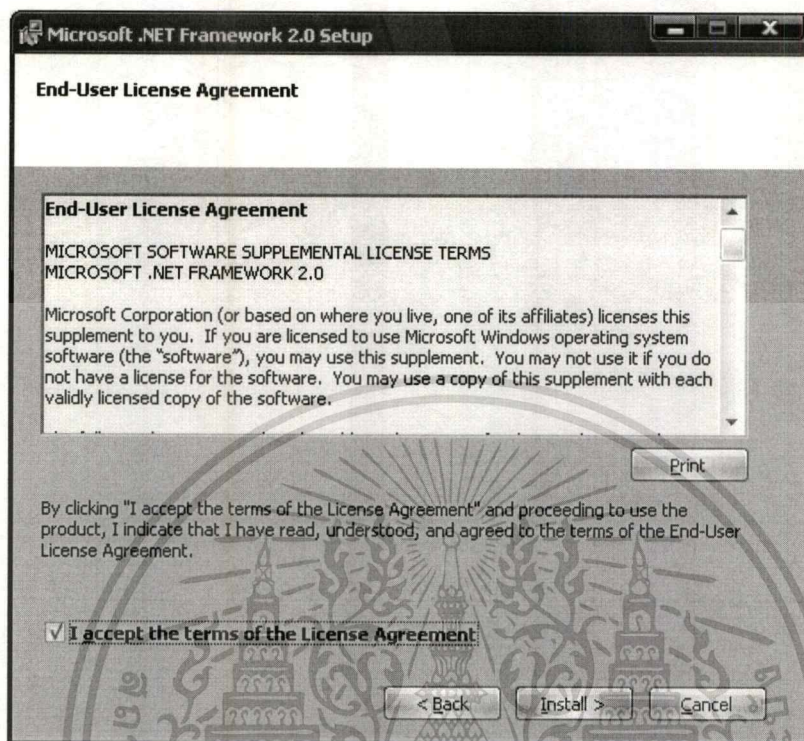 Microsoft .NET Framework 2.0 Setup
End-User License Agreement
End-User License Agreement
MICROSOFT SOFTWARE SUPPLEMENTAL LICENSE TERMS
MICROSOFT .NET FRAMEWORK 2.0
Microsoft Corporation (or based on where you live, one of its affiliates) licenses this
supplement to you. If you are licensed to use Microsoft Windows operating system
software (the "software"), you may use this supplement. You may not use it if you do
not have a license for the software. You may use a copy of this supplement with each
validly licensed copy of the software.
Print
By clicking "I accept the terms of the License Agreement" and proceeding to use the
product, I indicate that I have read, understood, and agreed to the terms of the End-User
License Agreement.
I accept the terms of the License Agreement
< Back
Install >
Cancel